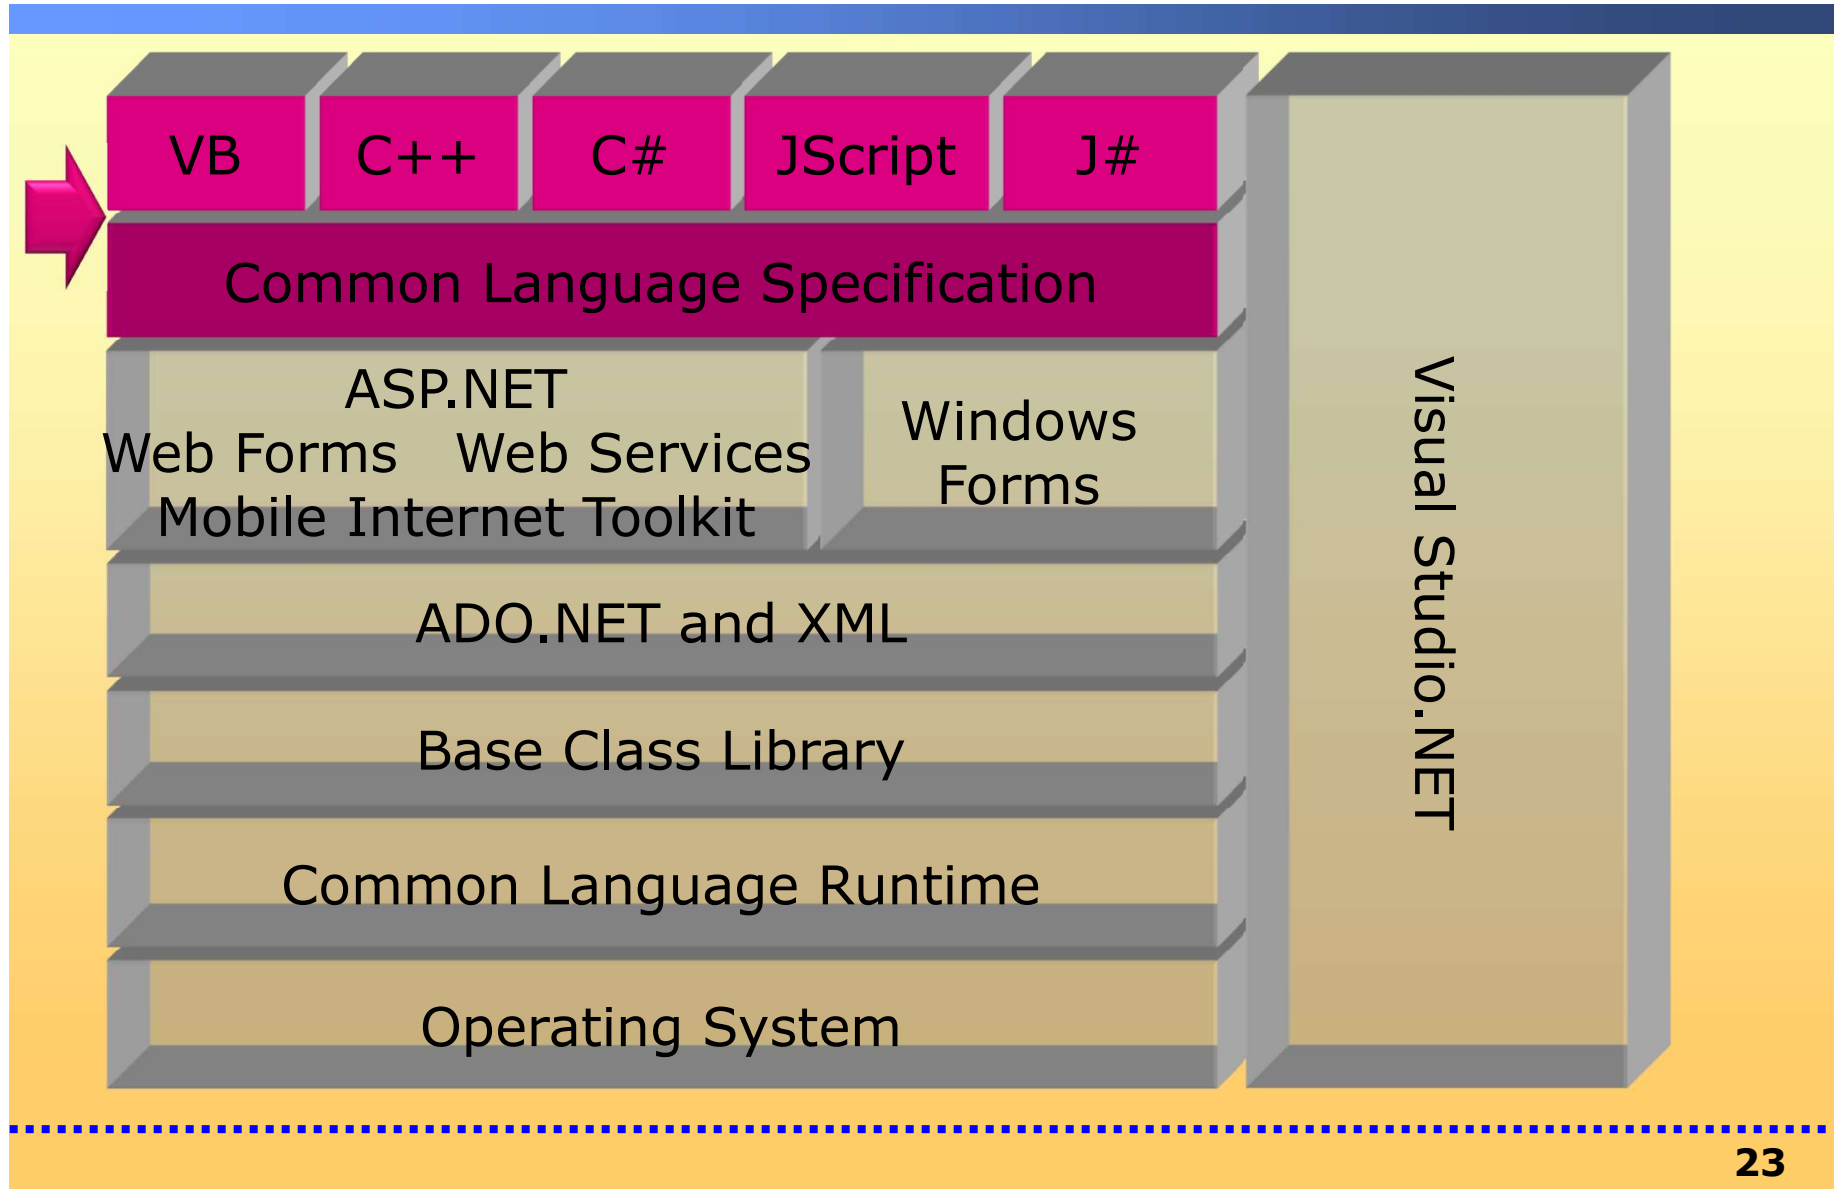 VB C++ C# JScript J#
Common Language Specification
ASP.NET
Web Forms Web Services
Mobile Internet Toolkit
Windows
Forms
ADO.NET and XML
Base Class Library
Common Language Runtime
Operating System
Visual Studio.NET
23